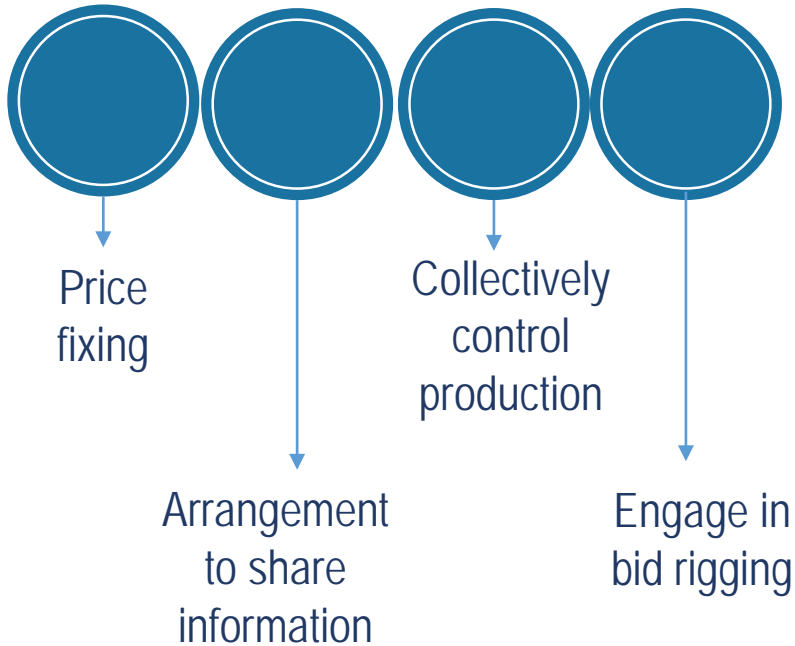 Price
fixing
Arrangement
to share
information
Collectively
control
production
Engage in
bid rigging